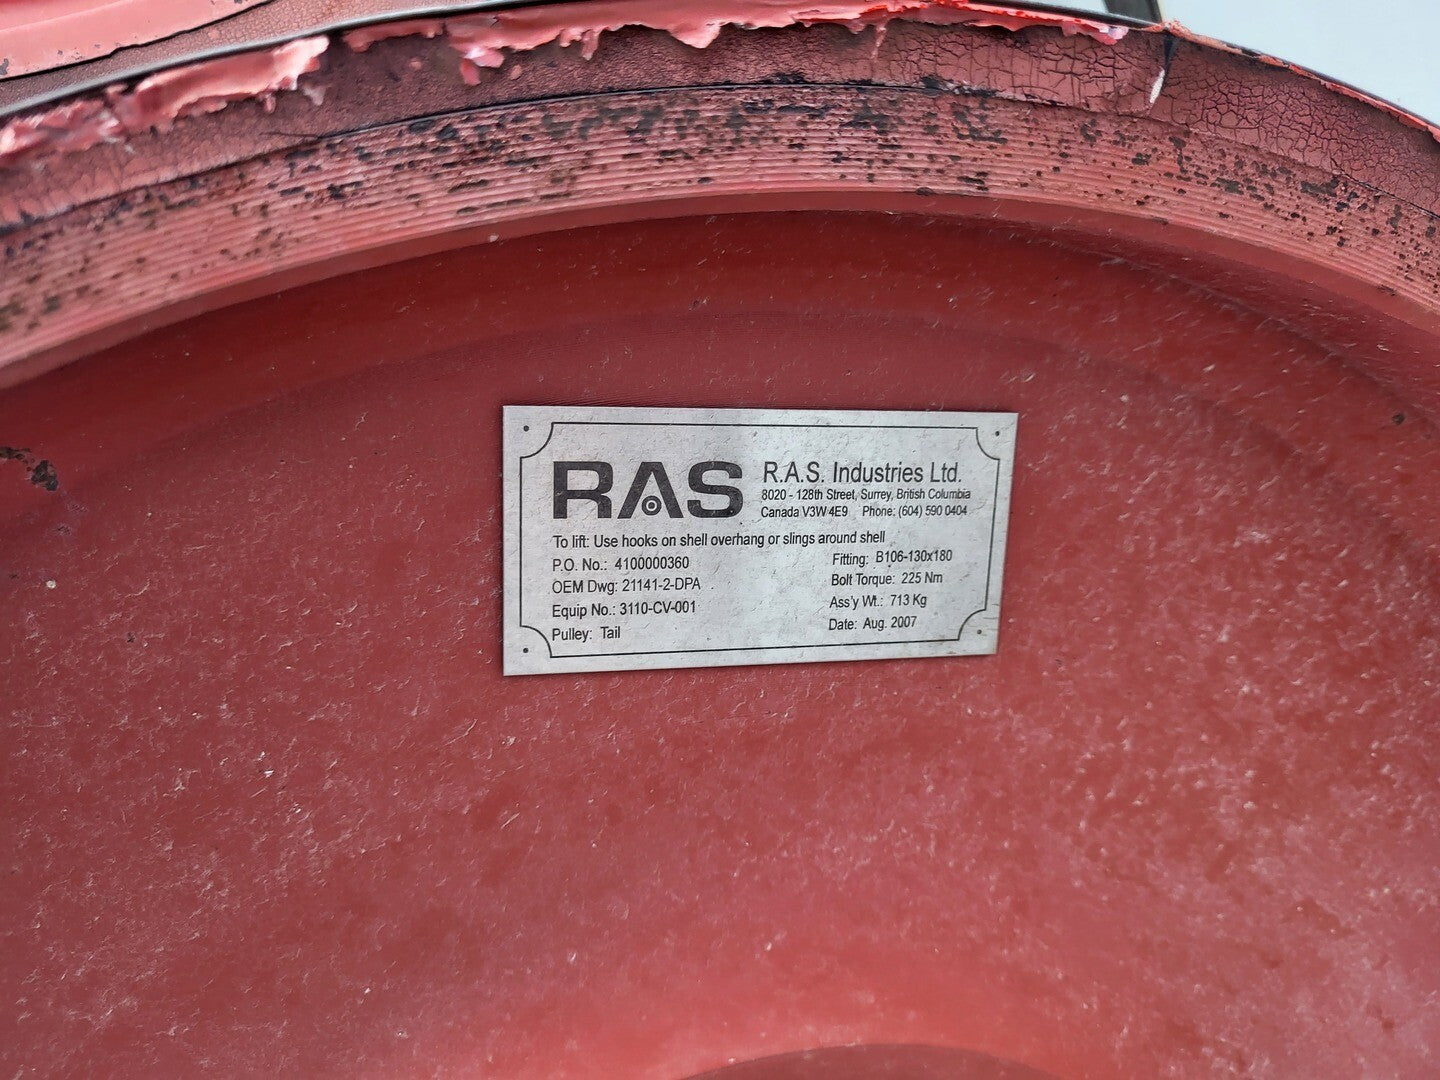 RAS
R.A.S. Industries Ltd.
8020 - 128th Street, Surrey, British Columbia
Canada V3W 4E9 Phone: (604) 590 0404
To lift: Use hooks on shell overhang or slings around shell
P.O. No.: 4100000360
OEM Dwg: 21141-2-DPA
Equip No.: 3110-CV-001
Pulley: Tail
Fitting: B106-130x180
Bolt Torque: 225 Nm
Ass'y Wt.: 713 Kg
Date: Aug. 2007